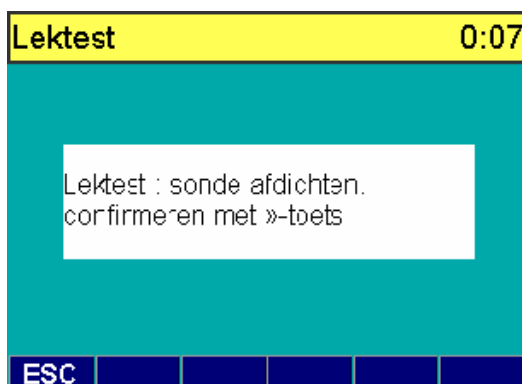 Lektest 0:07
Lektest : sonde afdichten.
confirmeren met »-toets
ESC